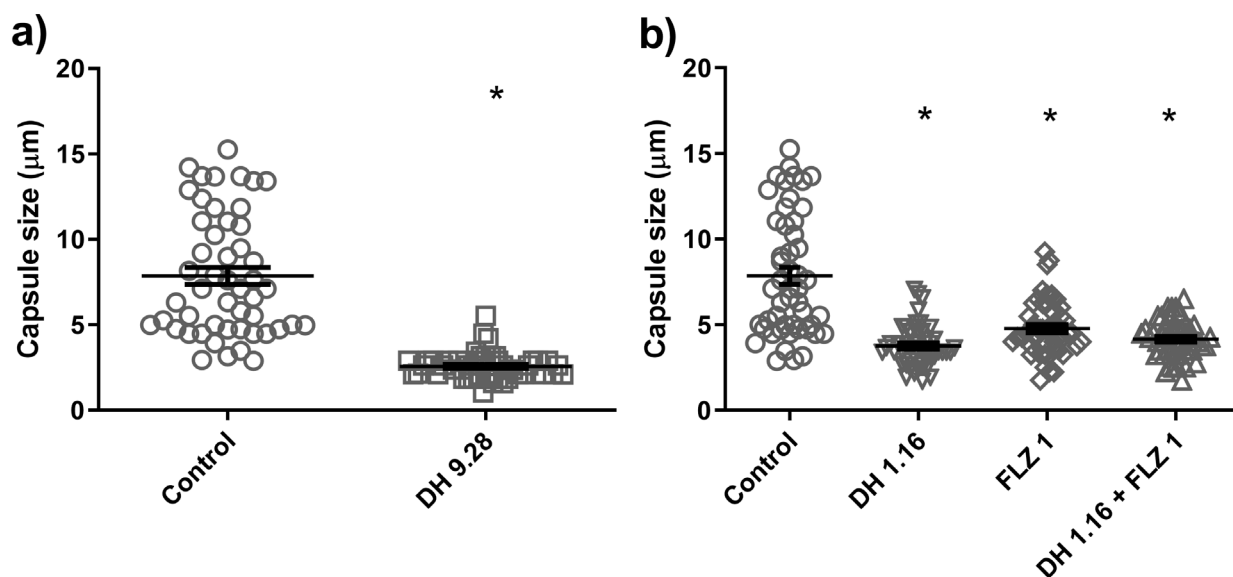 a)
Capsule size (μm)
20
15
10
5
0
*
Control
DH 9.28
b)
Capsule size (μm)
20
15
10
5
0
*
*
*
Control
DH 1.16
FLZ 1
DH 1.16 + FLZ 1